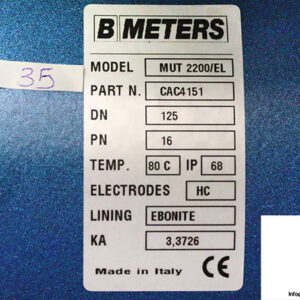 B METERS
35
MODEL MUT 2200/EL
PART N. CAC4151
DN 125
PN 16
TEMP. 80 C IP 68
ELECTRODES HC
LINING EBONITE
KA 3,3726
Made in Italy CE